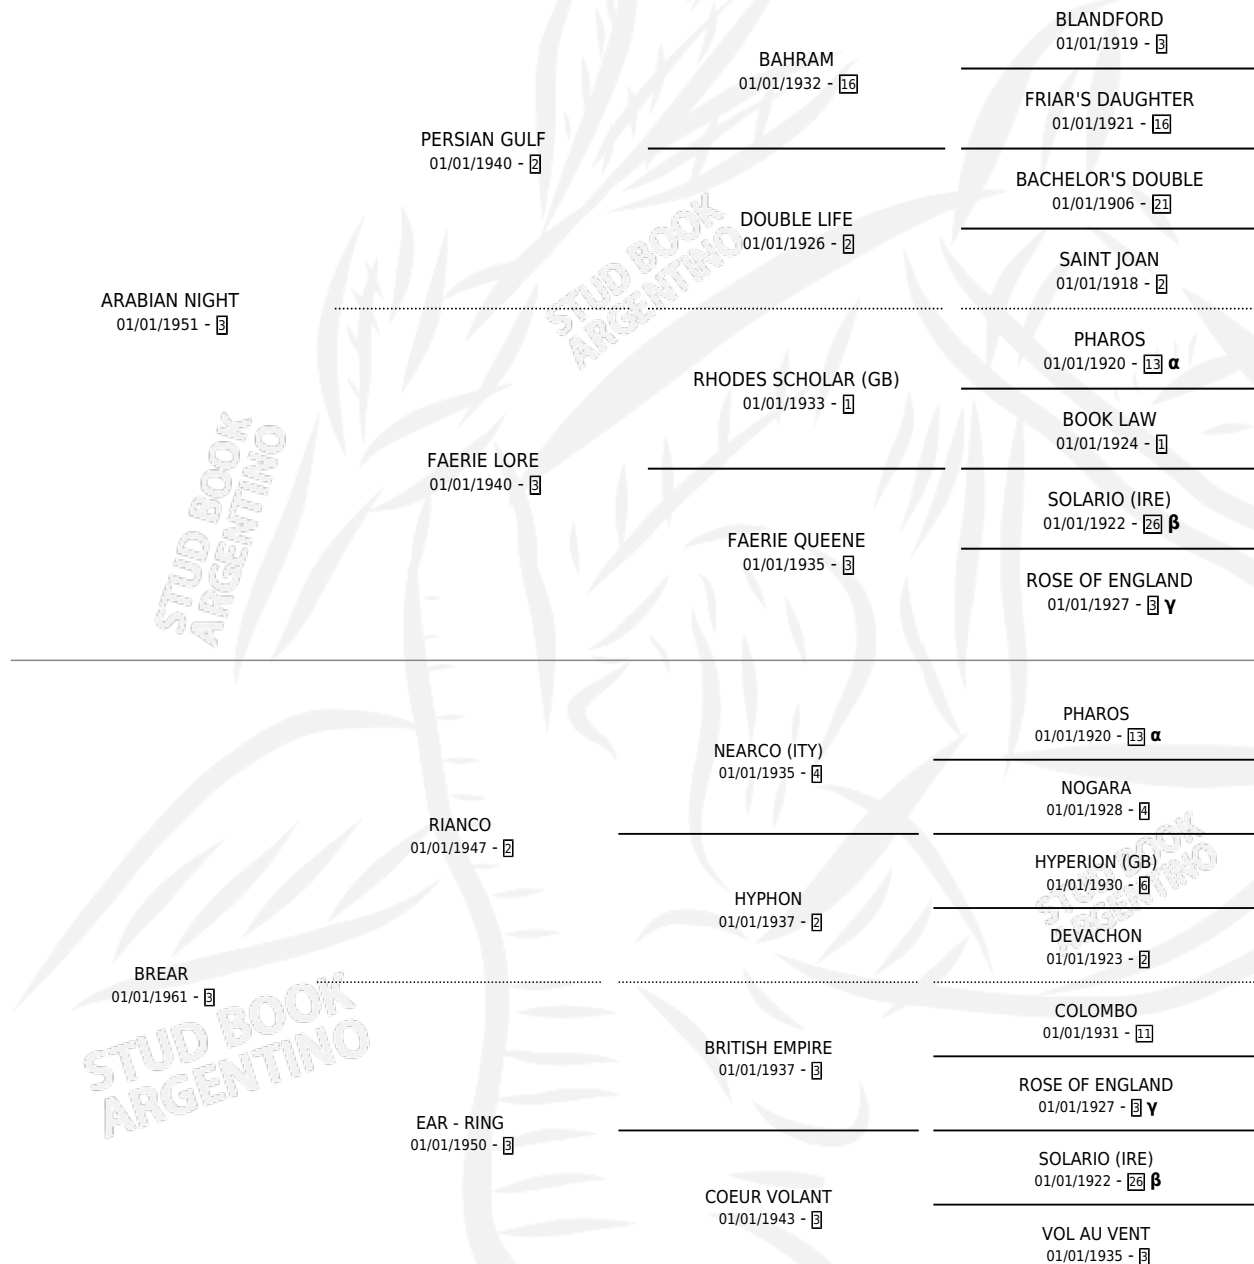 BLANDFORD
01/01/1919 - 3
BAHRAM
01/01/1932 - 16
FRIAR'S DAUGHTER
01/01/1921 - 16
PERSIAN GULF
01/01/1940 - 2
BACHELOR'S DOUBLE
01/01/1906 - 21
DOUBLE LIFE
01/01/1926 - 2
SAINT JOAN
01/01/1918 - 2
STUD BOOK
ARGENTINO
ARABIAN NIGHT
01/01/1951 - 3
PHAROS
01/01/1920 - 13 α
RHODES SCHOLAR (GB)
01/01/1933 - 1
BOOK LAW
01/01/1924 - 1
FAERIE LORE
01/01/1940 - 3
SOLARIO (IRE)
01/01/1922 - 26 β
FAERIE QUEENE
01/01/1935 - 3
ROSE OF ENGLAND
01/01/1927 - 3 γ
STUD BOOK
ARGENTINO
PHAROS
01/01/1920 - 13 α
NEARCO (ITY)
01/01/1935 - 4
NOGARA
01/01/1928 - 4
RIANCO
01/01/1947 - 2
HYPERION (GB)
01/01/1930 - 6
HYPHON
01/01/1937 - 2
DEVACHON
01/01/1923 - 2
STUD BOOK
ARGENTINO
BREAR
01/01/1961 - 3
COLOMBO
01/01/1931 - 11
BRITISH EMPIRE
01/01/1937 - 3
ROSE OF ENGLAND
01/01/1927 - 3 γ
EAR - RING
01/01/1950 - 3
SOLARIO (IRE)
01/01/1922 - 26 β
COEUR VOLANT
01/01/1943 - 3
VOL AU VENT
01/01/1935 - 3
STUD BOOK
ARGENTINO